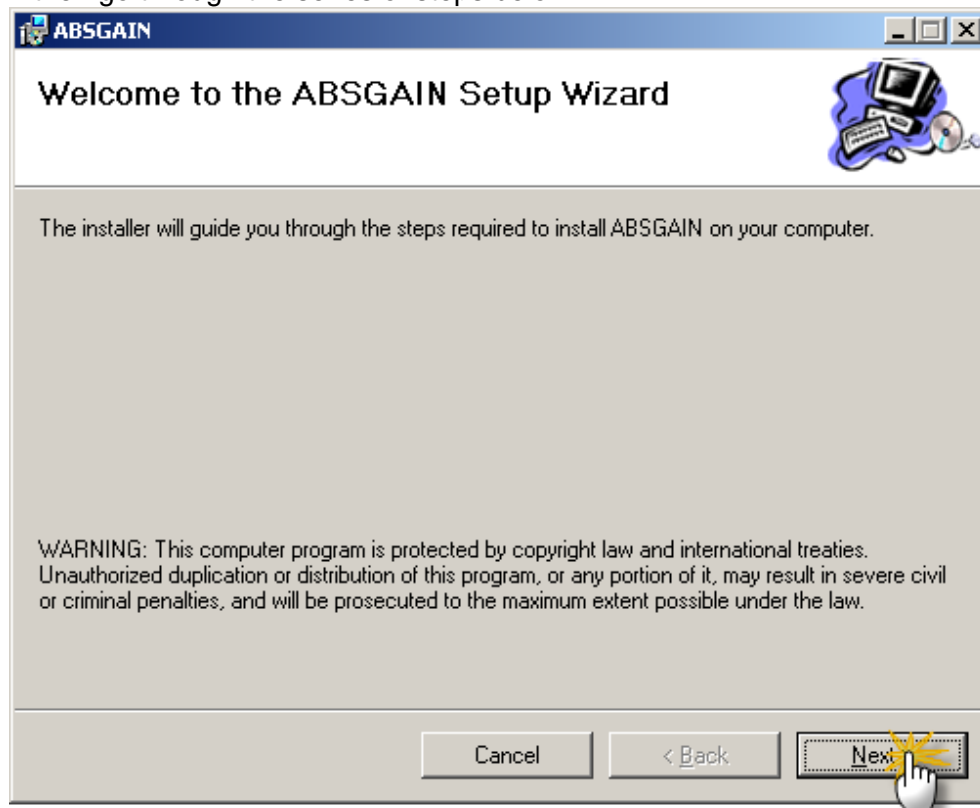 ABSGAIN
Welcome to the ABSGAIN Setup Wizard
The installer will guide you through the steps required to install ABSGAIN on your computer.
WARNING: This computer program is protected by copyright law and international treaties.
Unauthorized duplication or distribution of this program, or any portion of it, may result in severe civil
or criminal penalties, and will be prosecuted to the maximum extent possible under the law.
Cancel
< Back
Next